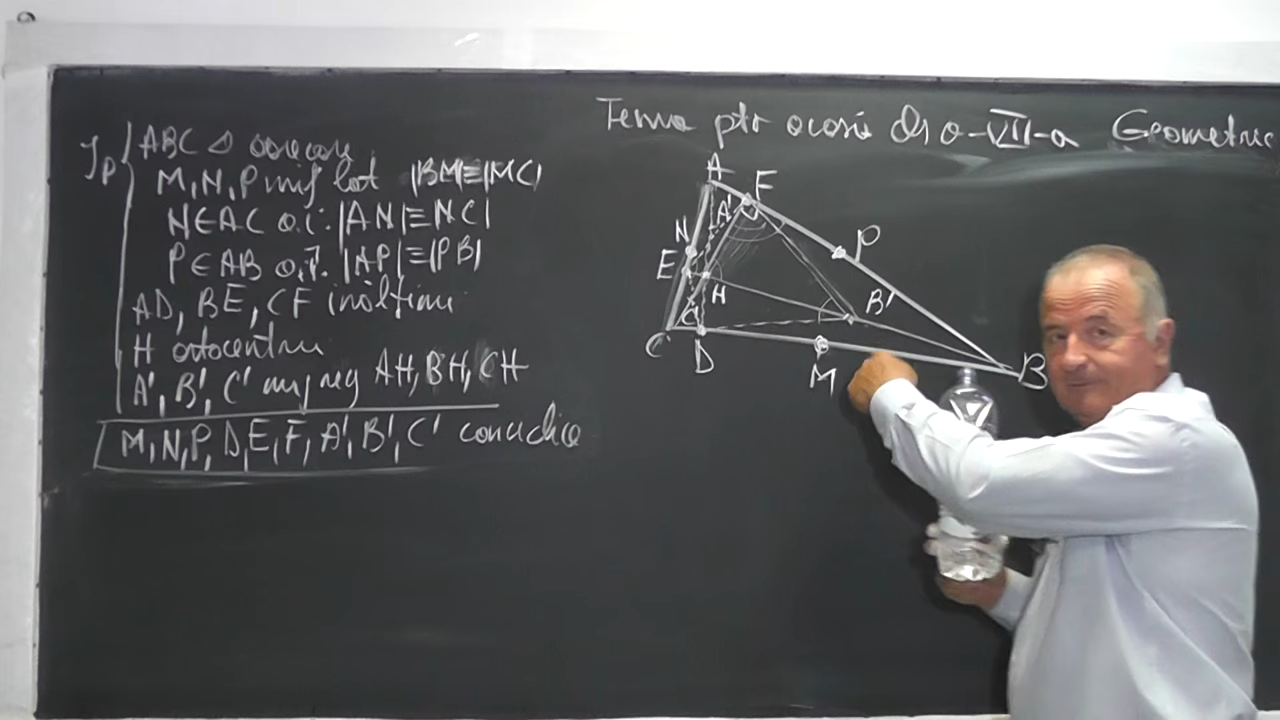 Tema ptr acasă cls a-VII-a Geometrie
Ip
ABC Δ oarecare
M, N, P mij lat |BM|≡|MC|
N∈AC a.î: |AN|≡|NC|
P∈AB a.î. |AP|≡|PB|
AD, BE, CF înălțimi
H ortocentru
A', B', C' mij seg AH, BH, CH
M, N, P, D, E, F, A', B', C' conciclice
A
F
A'
N
P
E
H
B'
C'
C
D
M
B